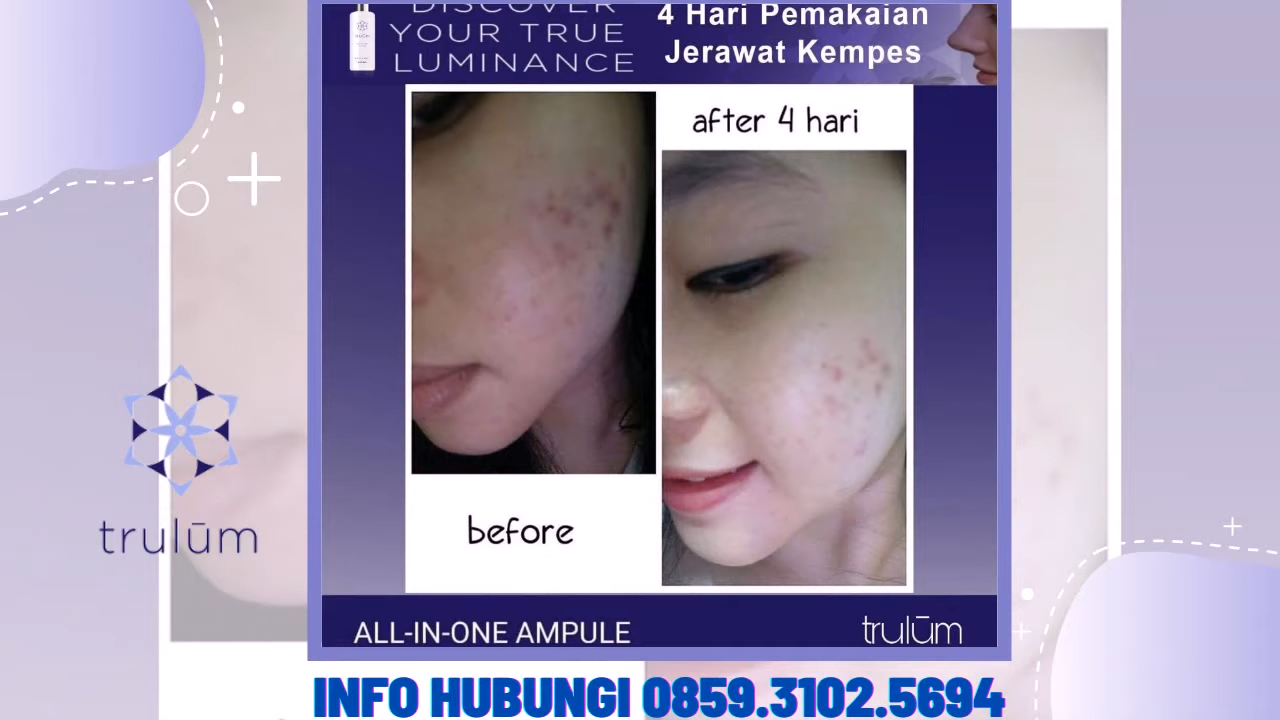 DISCOVER
YOUR TRUE
LUMINANCE
4 Hari Pemakaian
Jerawat Kempes
after 4 hari
before
trulūm
ALL-IN-ONE AMPULE
trulūm
INFO HUBUNGI 0859.3102.5694